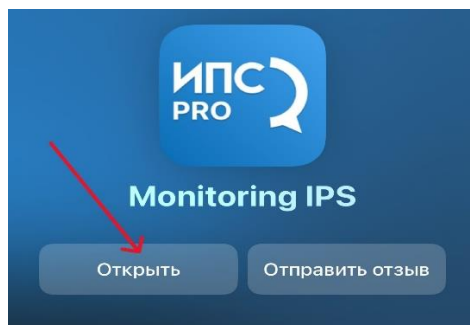 ИПС
PRO
Monitoring IPS
Открыть
Отправить отзыв